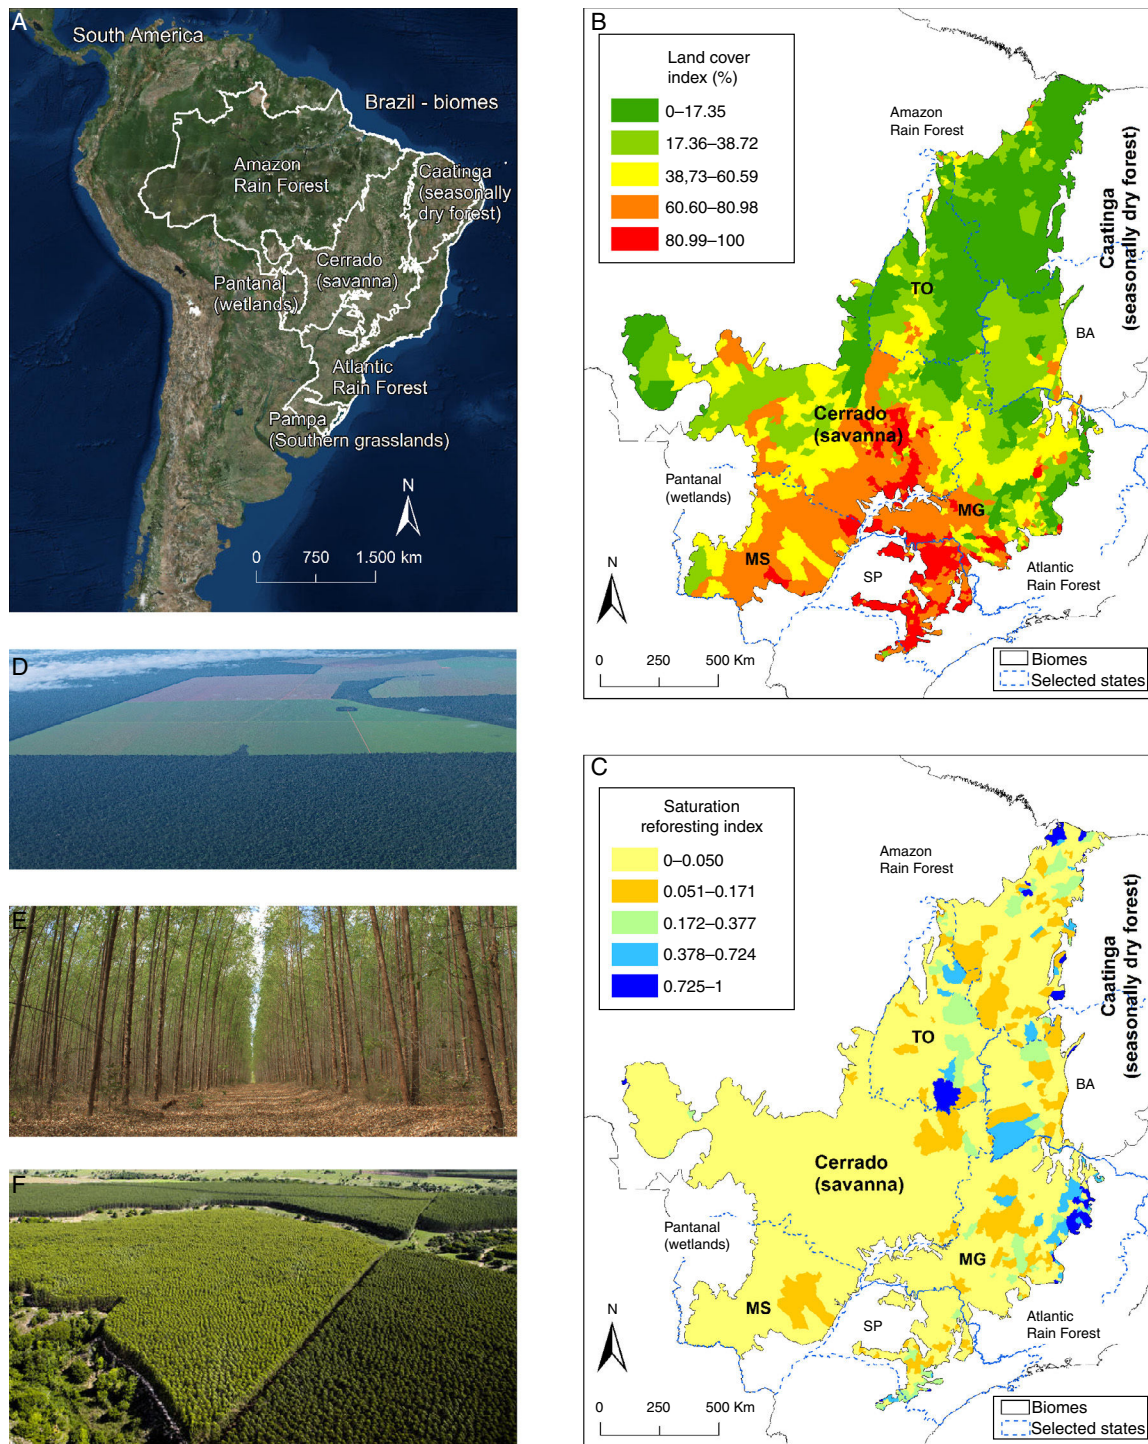 A
South America
Brazil - biomes
Amazon
Rain Forest
Caatinga
(seasonally
dry forest)
Cerrado
(savanna)
Pantanal
(wetlands)
Atlantic
Rain Forest
Pampa
(Southern grasslands)
N
0 750 1.500 km
B
Land cover
index (%)
0–17.35
17.36–38.72
38,73–60.59
60.60–80.98
80.99–100
Amazon
Rain Forest
Caatinga
(seasonally dry forest)
TO
BA
Cerrado
(savanna)
Pantanal
(wetlands)
MG
MS
SP
Atlantic
Rain Forest
N
0 250 500 Km
Biomes
Selected states
D
E
F
C
Saturation
reforesting index
0–0.050
0.051–0.171
0.172–0.377
0.378–0.724
0.725–1
Amazon
Rain Forest
Caatinga
(seasonally dry forest)
TO
BA
Cerrado
(savanna)
Pantanal
(wetlands)
MG
MS
SP
Atlantic
Rain Forest
N
0 250 500 Km
Biomes
Selected states